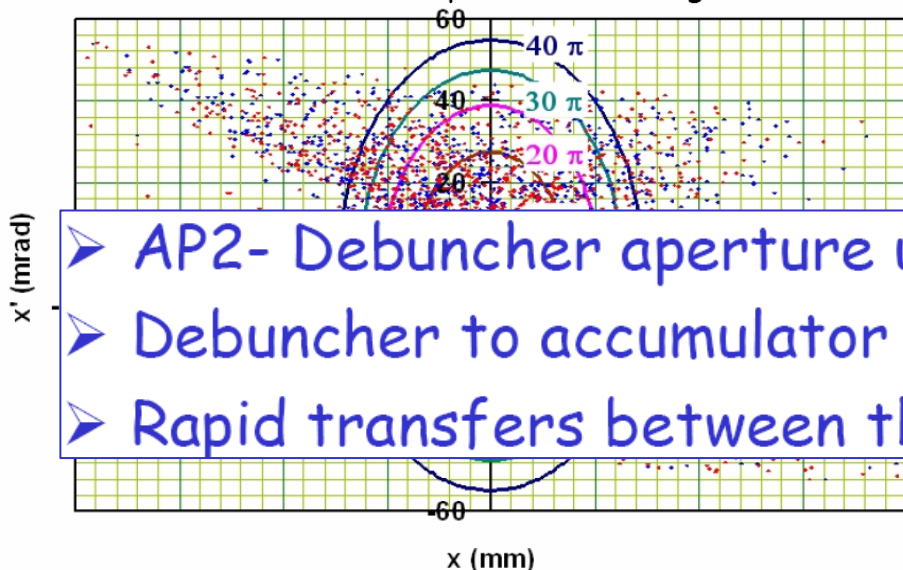 60
40 π
40
30 π
20 π
20
x' (mrad)
➢ AP2- Debuncher aperture
➢ Debuncher to accumulator
➢ Rapid transfers between
-60
x (mm)